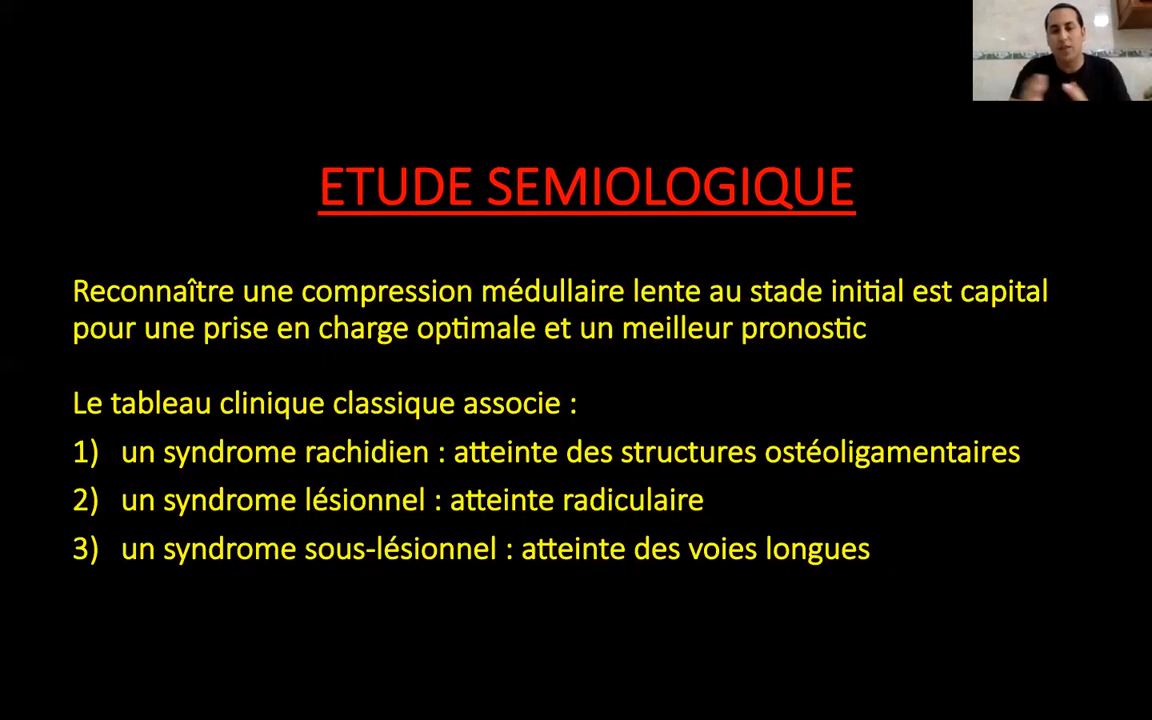 ETUDE SEMIOLOGIQUE
Reconnaître une compression médullaire lente au stade initial est capital
pour une prise en charge optimale et un meilleur pronostic
Le tableau clinique classique associe :
1) un syndrome rachidien : atteinte des structures ostéoligamentaires
2) un syndrome lésionnel : atteinte radiculaire
3) un syndrome sous-lésionnel : atteinte des voies longues